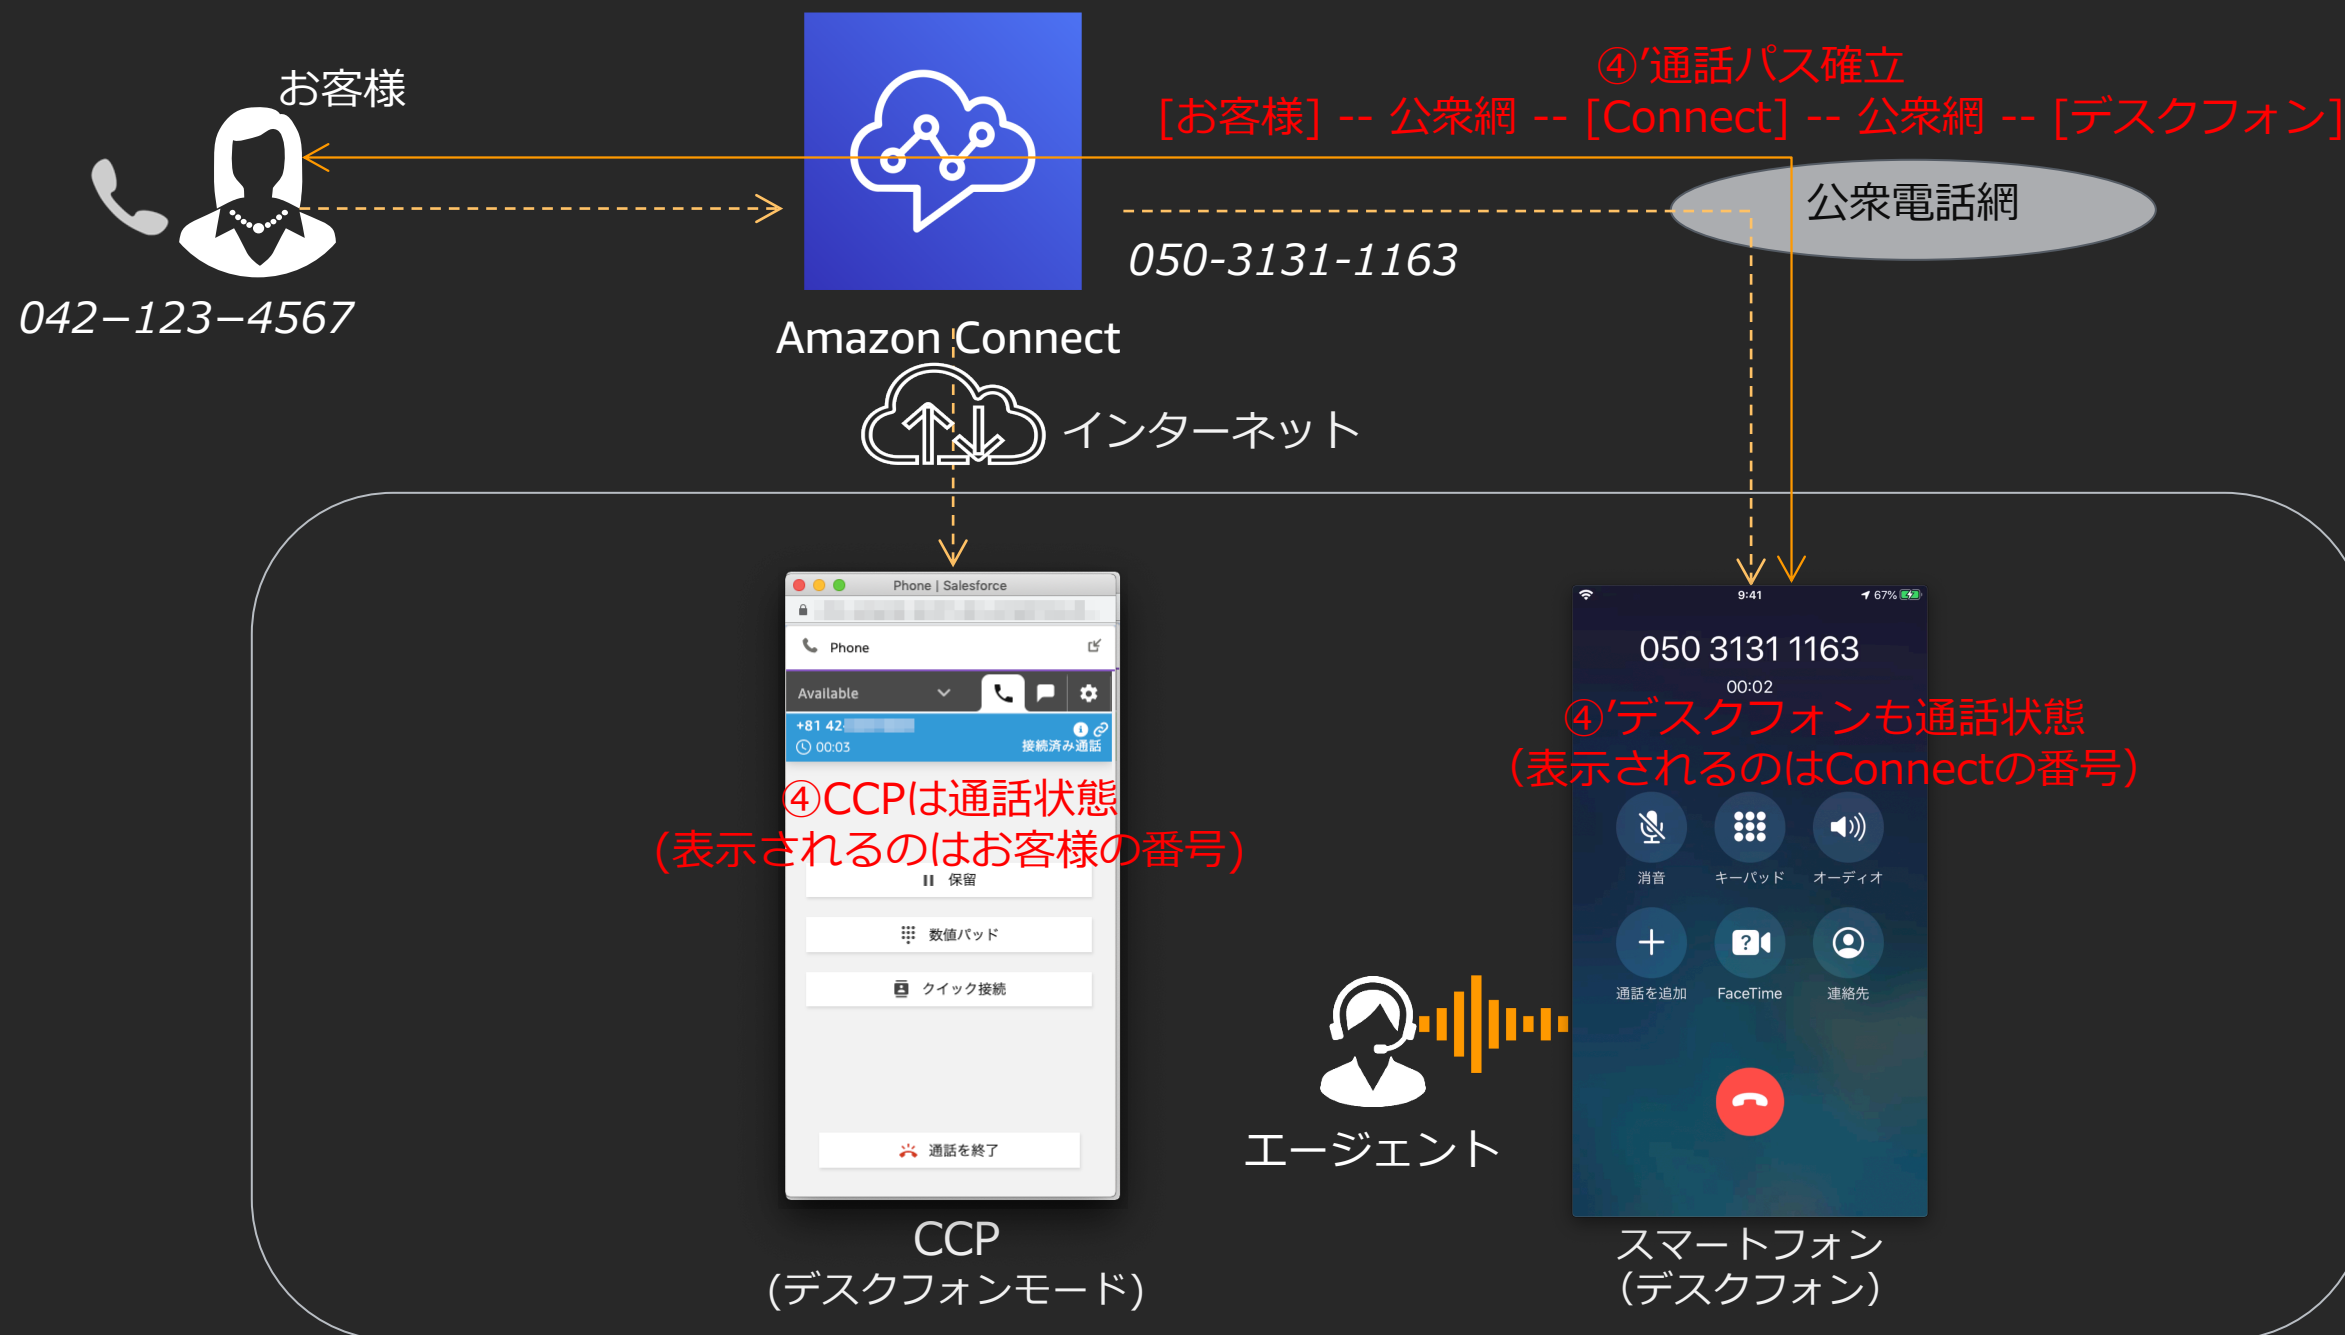 お客様
④’通話パス確立
[お客様] -- 公衆網 -- [Connect] -- 公衆網 -- [デスクフォン]
公衆電話網
050-3131-1163
042−123−4567
Amazon Connect
インターネット
Phone | Salesforce
Phone
Available
+81 42-
00:03
接続済み通話
④CCPは通話状態
(表示されるのはお客様の番号)
保留
数値パッド
クイック接続
通話を終了
CCP
(デスクフォンモード)
エージェント
9:41
67%
050 3131 1163
00:02
④’デスクフォンも通話状態
（表示されるのはConnectの番号）
消音
キーパッド
オーディオ
通話を追加
FaceTime
連絡先
スマートフォン
（デスクフォン）